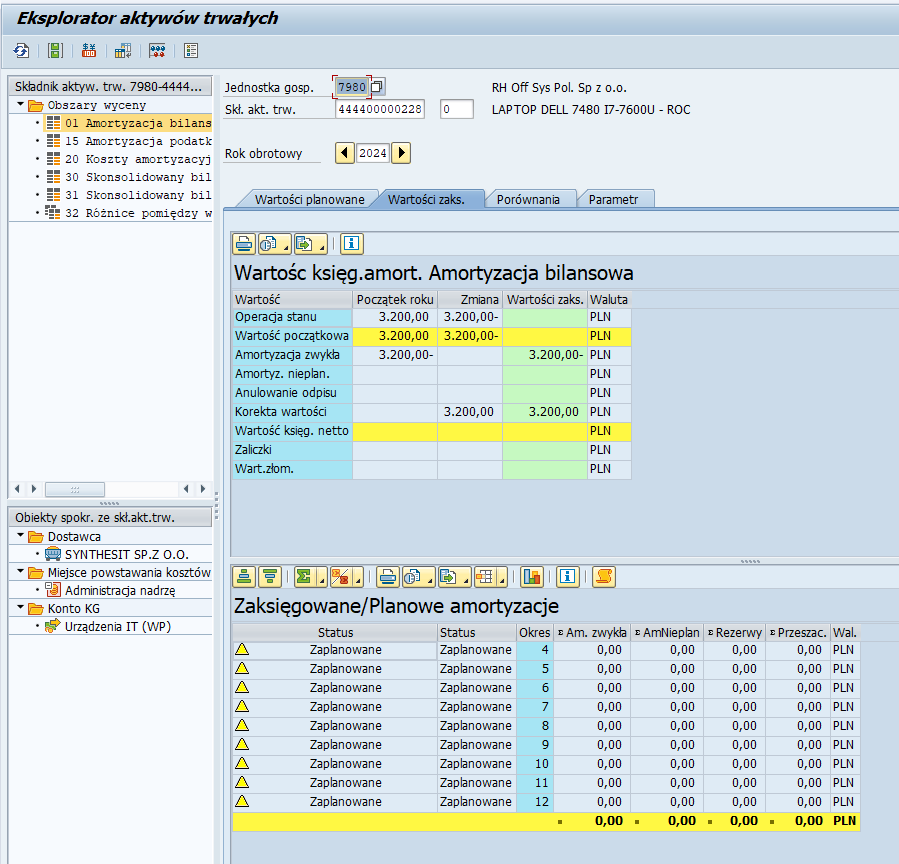 Eksplorator aktywów trwałych
Składnik aktyw. trw. 7980-4444...
Obszary wyceny
01 Amortyzacja bilans
15 Amortyzacja podatk
20 Koszty amortyzacyj
30 Skonsolidowany bil
31 Skonsolidowany bil
32 Różnice pomiędzy w
Obiekty spokr. ze skł.akt.trw.
Dostawca
SYNTHESIT SP.Z O.O.
Miejsce powstawania kosztów
Administracja nadrzę
Konto KG
Urządzenia IT (WP)
Jednostka gosp. 7980 RH Off Sys Pol. Sp z o.o.
Skł. akt. trw. 444400000228 0 LAPTOP DELL 7480 I7-7600U - ROC
Rok obrotowy 2024
Wartości planowane Wartości zaks. Porównania Parametr
Wartośc księg.amort. Amortyzacja bilansowa
Wartość Początek roku Zmiana Wartości zaks. Waluta
Operacja stanu 3.200,00 3.200,00- PLN
Wartość początkowa 3.200,00 3.200,00- PLN
Amortyzacja zwykła 3.200,00- 3.200,00- PLN
Amortyz. nieplan. PLN
Anulowanie odpisu PLN
Korekta wartości 3.200,00 3.200,00 PLN
Wartość księg. netto PLN
Zaliczki PLN
Wart.złom. PLN
Zaksięgowane/Planowe amortyzacje
Status Status Okres Σ Am. zwykła Σ AmNieplan Σ Rezerwy Σ Przeszac. Wal.
Zaplanowane Zaplanowane 4 0,00 0,00 0,00 0,00 PLN
Zaplanowane Zaplanowane 5 0,00 0,00 0,00 0,00 PLN
Zaplanowane Zaplanowane 6 0,00 0,00 0,00 0,00 PLN
Zaplanowane Zaplanowane 7 0,00 0,00 0,00 0,00 PLN
Zaplanowane Zaplanowane 8 0,00 0,00 0,00 0,00 PLN
Zaplanowane Zaplanowane 9 0,00 0,00 0,00 0,00 PLN
Zaplanowane Zaplanowane 10 0,00 0,00 0,00 0,00 PLN
Zaplanowane Zaplanowane 11 0,00 0,00 0,00 0,00 PLN
Zaplanowane Zaplanowane 12 0,00 0,00 0,00 0,00 PLN
0,00 0,00 0,00 0,00 PLN